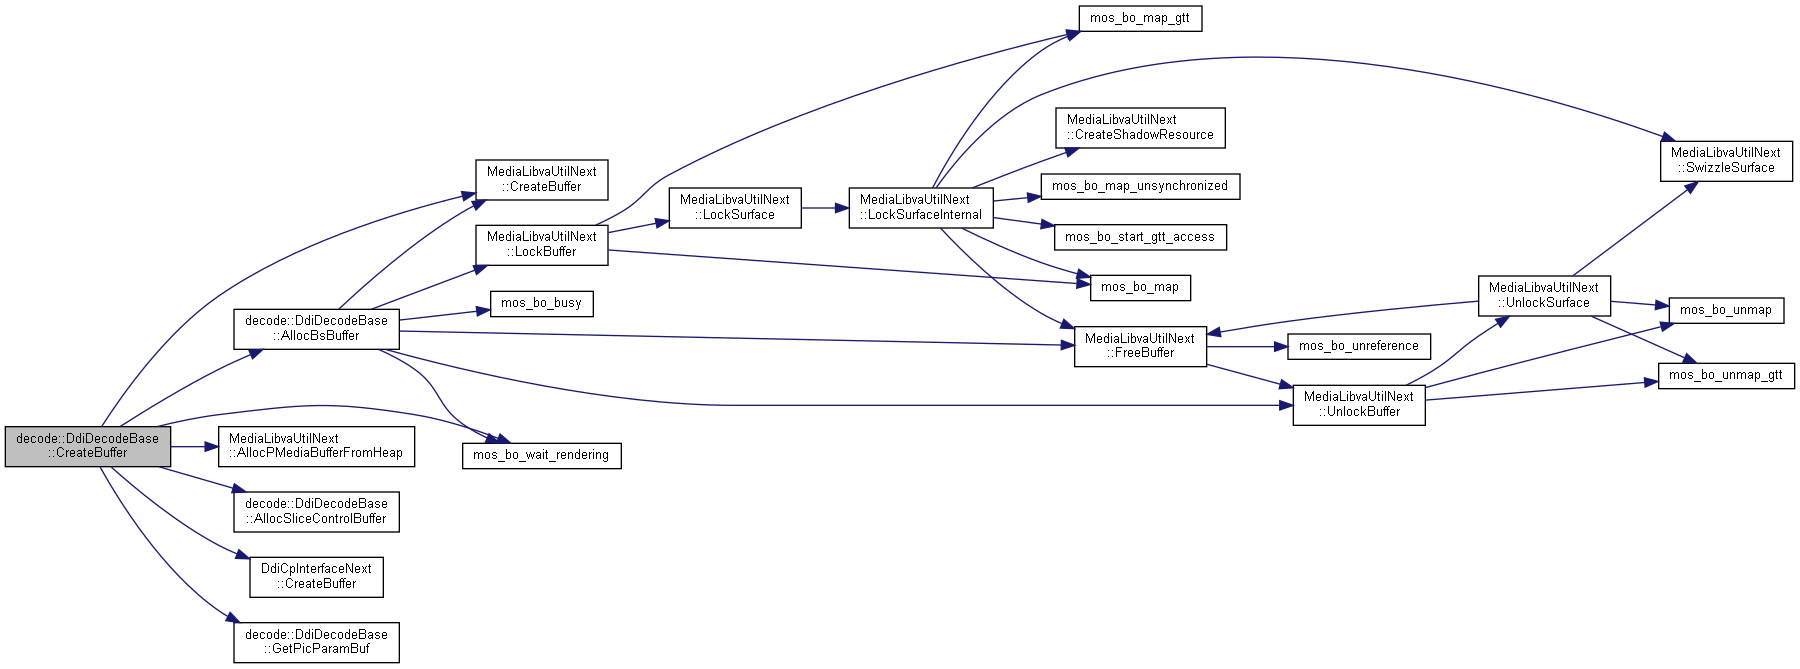 decode::DdiDecodeBase
::CreateBuffer
MediaLibvaUtilNext
::CreateBuffer
decode::DdiDecodeBase
::AllocBsBuffer
MediaLibvaUtilNext
::LockBuffer
mos_bo_busy
mos_bo_wait_rendering
MediaLibvaUtilNext
::AllocPMediaBufferFromHeap
decode::DdiDecodeBase
::AllocSliceControlBuffer
DdiCpInterfaceNext
::CreateBuffer
decode::DdiDecodeBase
::GetPicParamBuf
MediaLibvaUtilNext
::LockSurface
MediaLibvaUtilNext
::LockSurfaceInternal
mos_bo_map_gtt
MediaLibvaUtilNext
::CreateShadowResource
mos_bo_map_unsynchronized
mos_bo_start_gtt_access
mos_bo_map
MediaLibvaUtilNext
::FreeBuffer
mos_bo_unreference
MediaLibvaUtilNext
::UnlockBuffer
MediaLibvaUtilNext
::UnlockSurface
MediaLibvaUtilNext
::SwizzleSurface
mos_bo_unmap
mos_bo_unmap_gtt